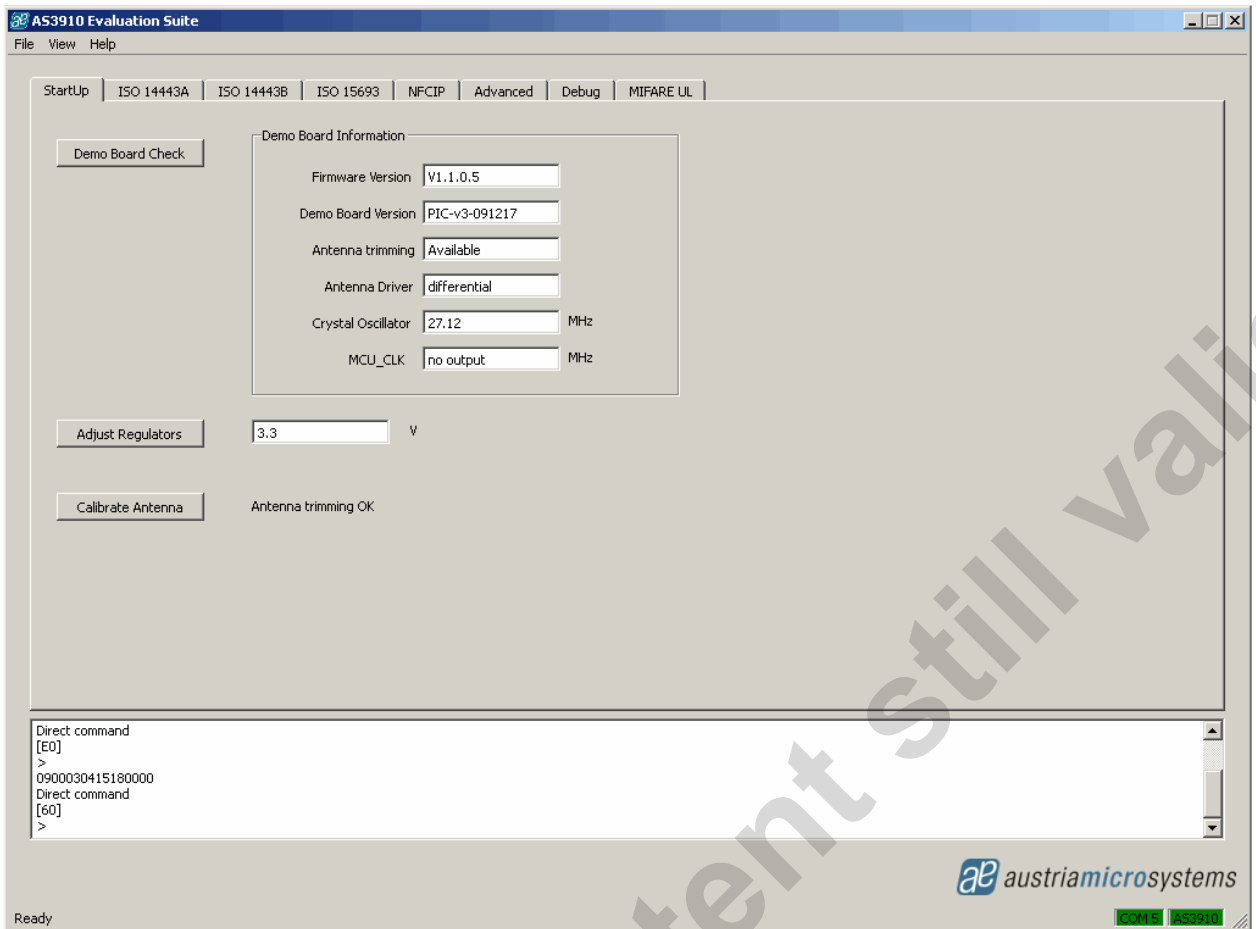 AS3910 Evaluation Suite
File View Help
StartUp ISO 14443A ISO 14443B ISO 15693 NFCIP Advanced Debug MIFARE UL
Demo Board Check
Demo Board Information
Firmware Version V1.1.0.5
Demo Board Version PIC-v3-091217
Antenna trimming Available
Antenna Driver differential
Crystal Oscillator 27.12 MHz
MCU_CLK no output MHz
Adjust Regulators 3.3 V
Calibrate Antenna Antenna trimming OK
Direct command
[E0]
>
0900030415180000
Direct command
[60]
>
austriamicrosystems
Ready COM 5 AS3910
tent still valid